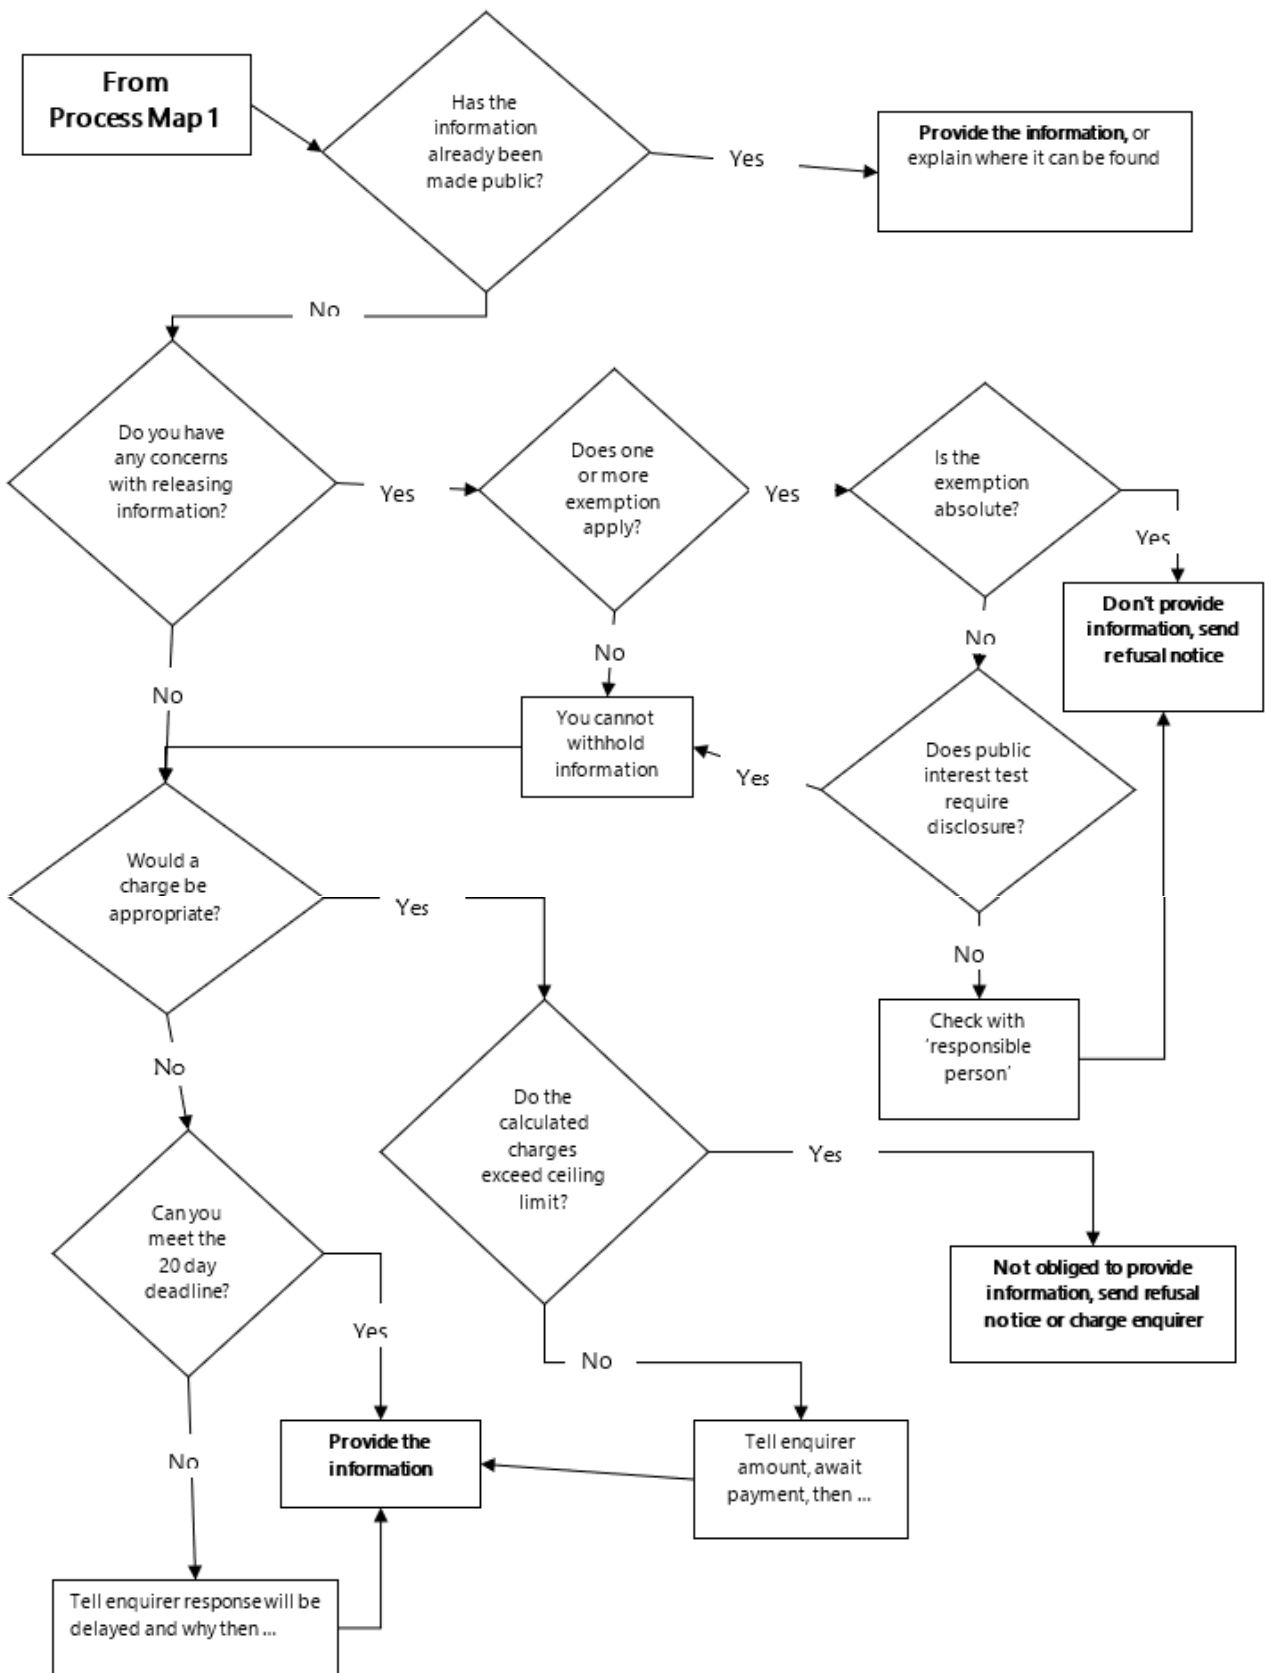 From
Process Map 1
Has the
information
already been
made public?
Yes
Provide the information, or
explain where it can be found
No
Do you have
any concerns
with releasing
information?
Yes
Does one
or more
exemption
apply?
Yes
Is the
exemption
absolute?
Yes
Don't provide
information, send
refusal notice
No
No
No
You cannot
withhold
information
Does public
interest test
require
disclosure?
Yes
Would a
charge be
appropriate?
Yes
No
Check with
‘responsible
person’
No
Do the
calculated
charges
exceed ceiling
limit?
Yes
Can you
meet the
20 day
deadline?
Not obliged to provide
information, send refusal
notice or charge enquirer
Yes
No
Provide the
information
Tell enquirer
amount, await
payment, then ...
No
Tell enquirer response will be
delayed and why then ...